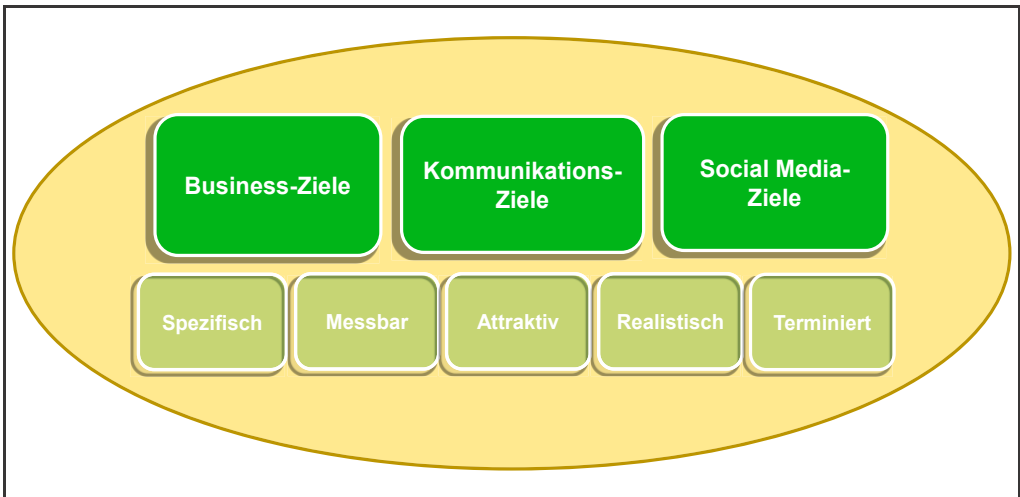 Business-Ziele
Kommunikations-
Ziele
Social Media-
Ziele
Spezifisch
Messbar
Attraktiv
Realistisch
Terminiert